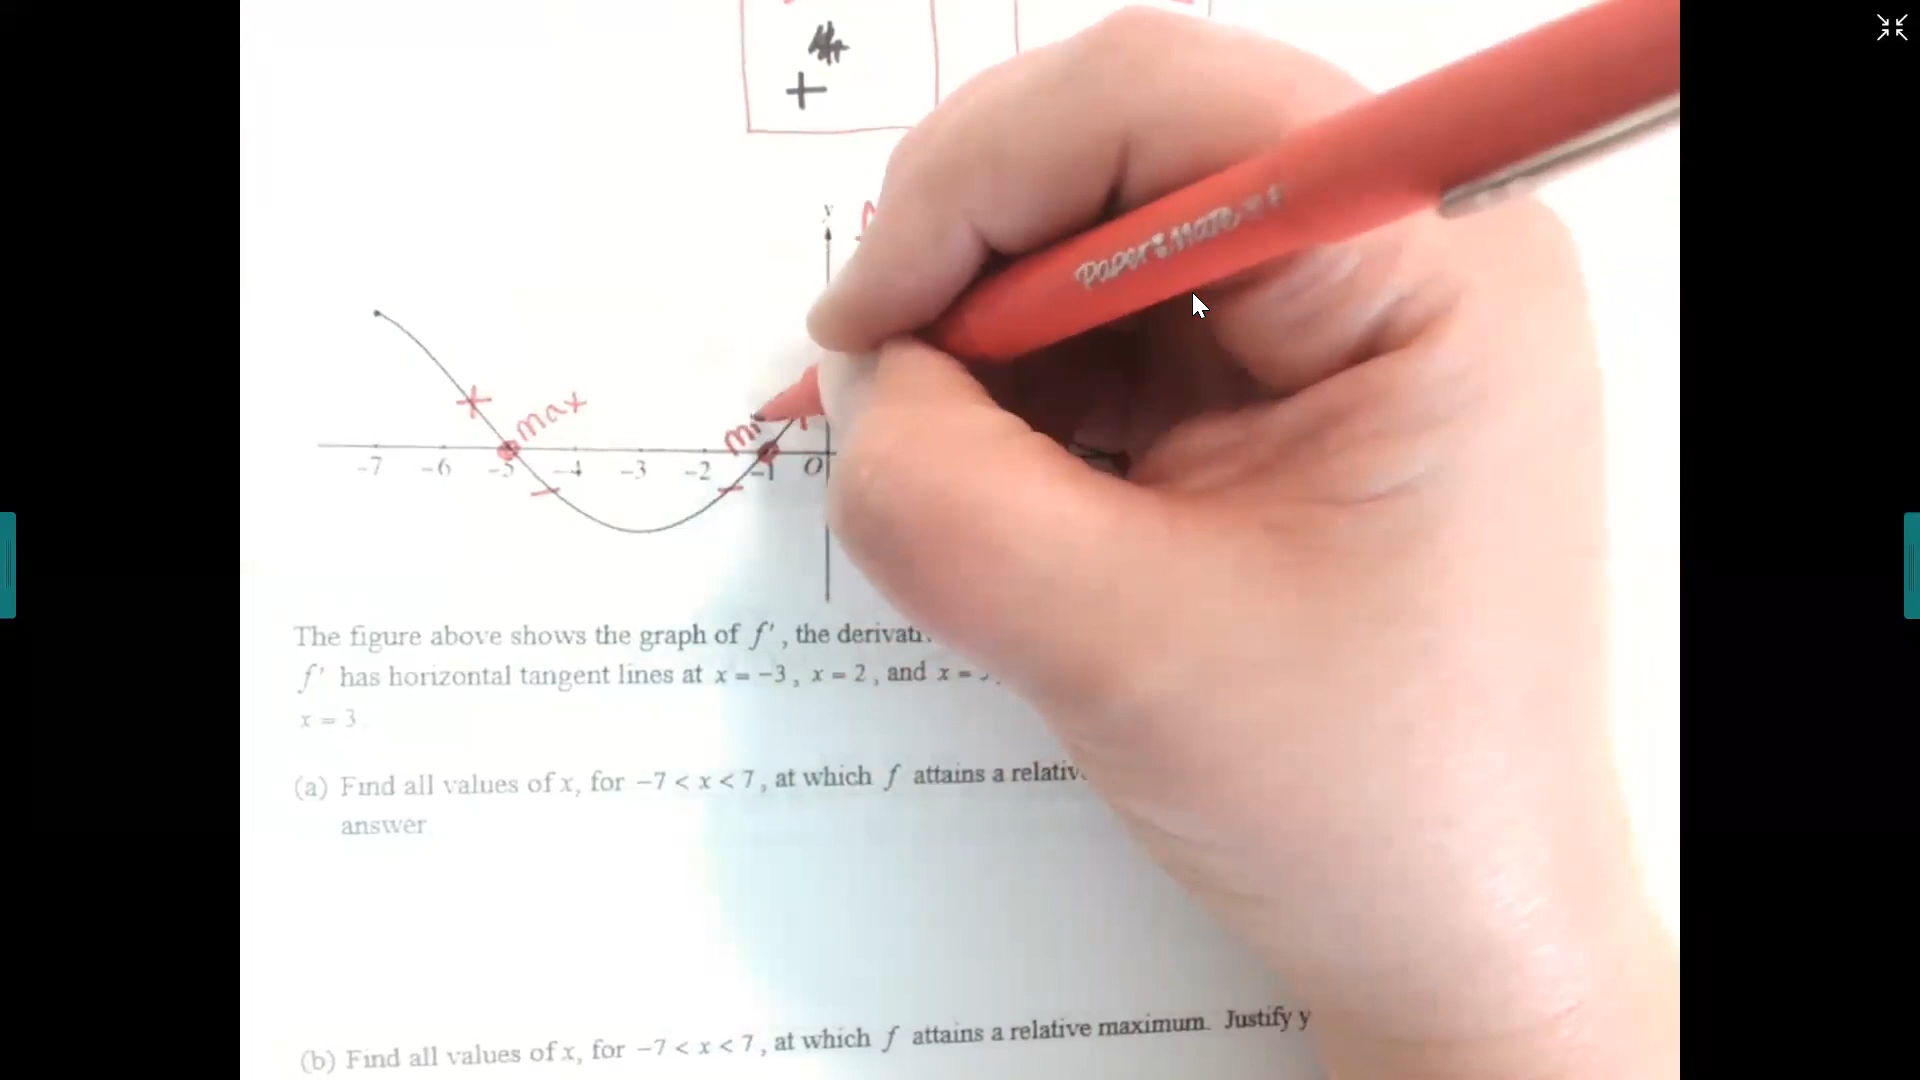 +
y
PAPER MATE
+ max
mi
-7 -6 -5 -4 -3 -2 -1 O
− −
The figure above shows the graph of f′, the
f′ has horizontal tangent lines at x = −3, x = 2, and x =
x = 3.
(a) Find all values of x, for −7 < x < 7, at which f attains a
answer
(b) Find all values of x, for −7 < x < 7, at which f attains a relative maximum. Justify